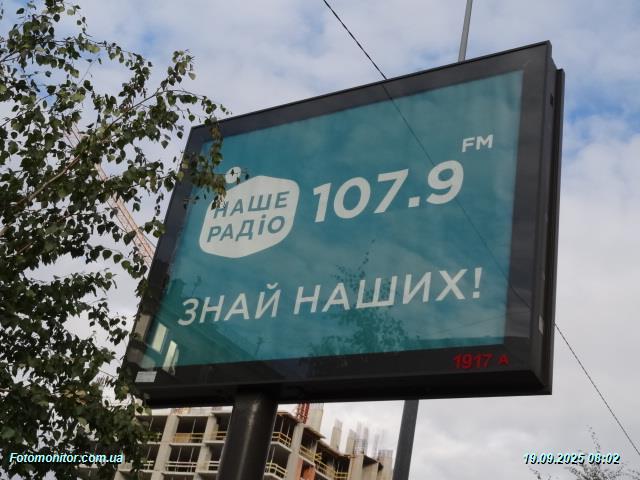 FM
НАШЕ
РАДІО
107.9
ЗНАЙ НАШИХ!
1917 A
Fotomonitor.com.ua
19.09.2025 08:02